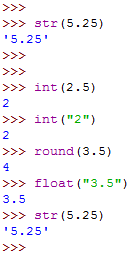 >>>
>>> str(5.25)
'5.25'
>>>
>>>
>>> int(2.5)
2
>>> int("2")
2
>>> round(3.5)
4
>>> float("3.5")
3.5
>>> str(5.25)
'5.25'
>>>